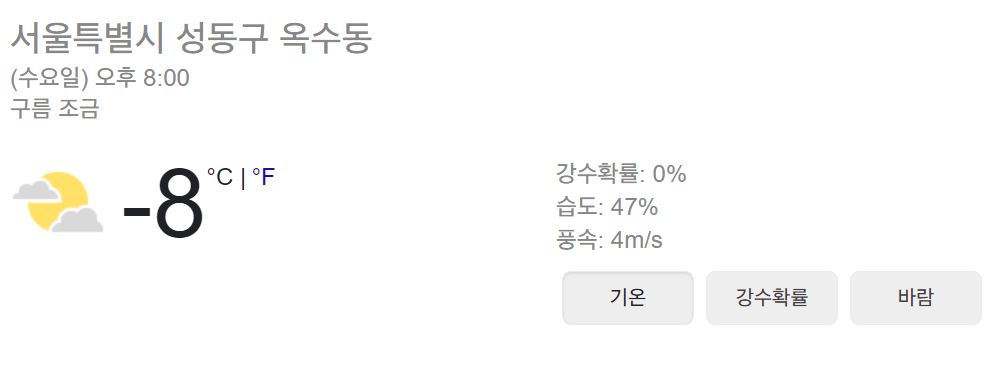 서울특별시 성동구 옥수동
(수요일) 오후 8:00
구름 조금
-8 °C | °F
강수확률: 0%
습도: 47%
풍속: 4m/s
기온 강수확률 바람